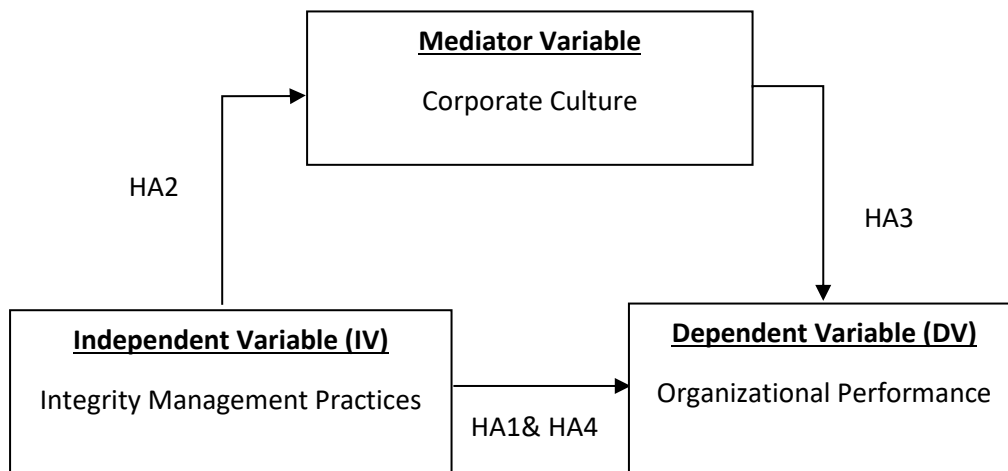 Mediator Variable
Corporate Culture
HA2
HA3
Independent Variable (IV)
Integrity Management Practices
HA1& HA4
Dependent Variable (DV)
Organizational Performance